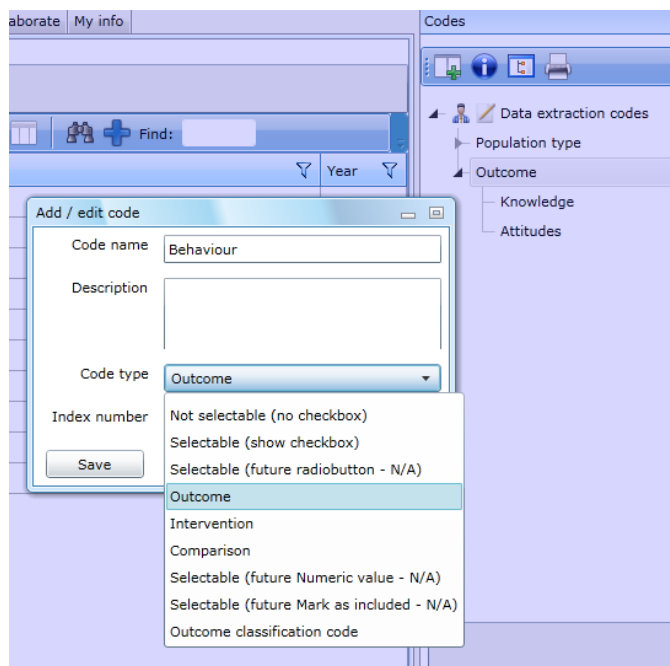 aborate My info
Codes
Find:
Year
Data extraction codes
Population type
Outcome
Knowledge
Attitudes
Add / edit code
Code name Behaviour
Description
Code type Outcome
Index number
Not selectable (no checkbox)
Selectable (show checkbox)
Selectable (future radiobutton - N/A)
Outcome
Intervention
Comparison
Selectable (future Numeric value - N/A)
Selectable (future Mark as included - N/A)
Outcome classification code
Save